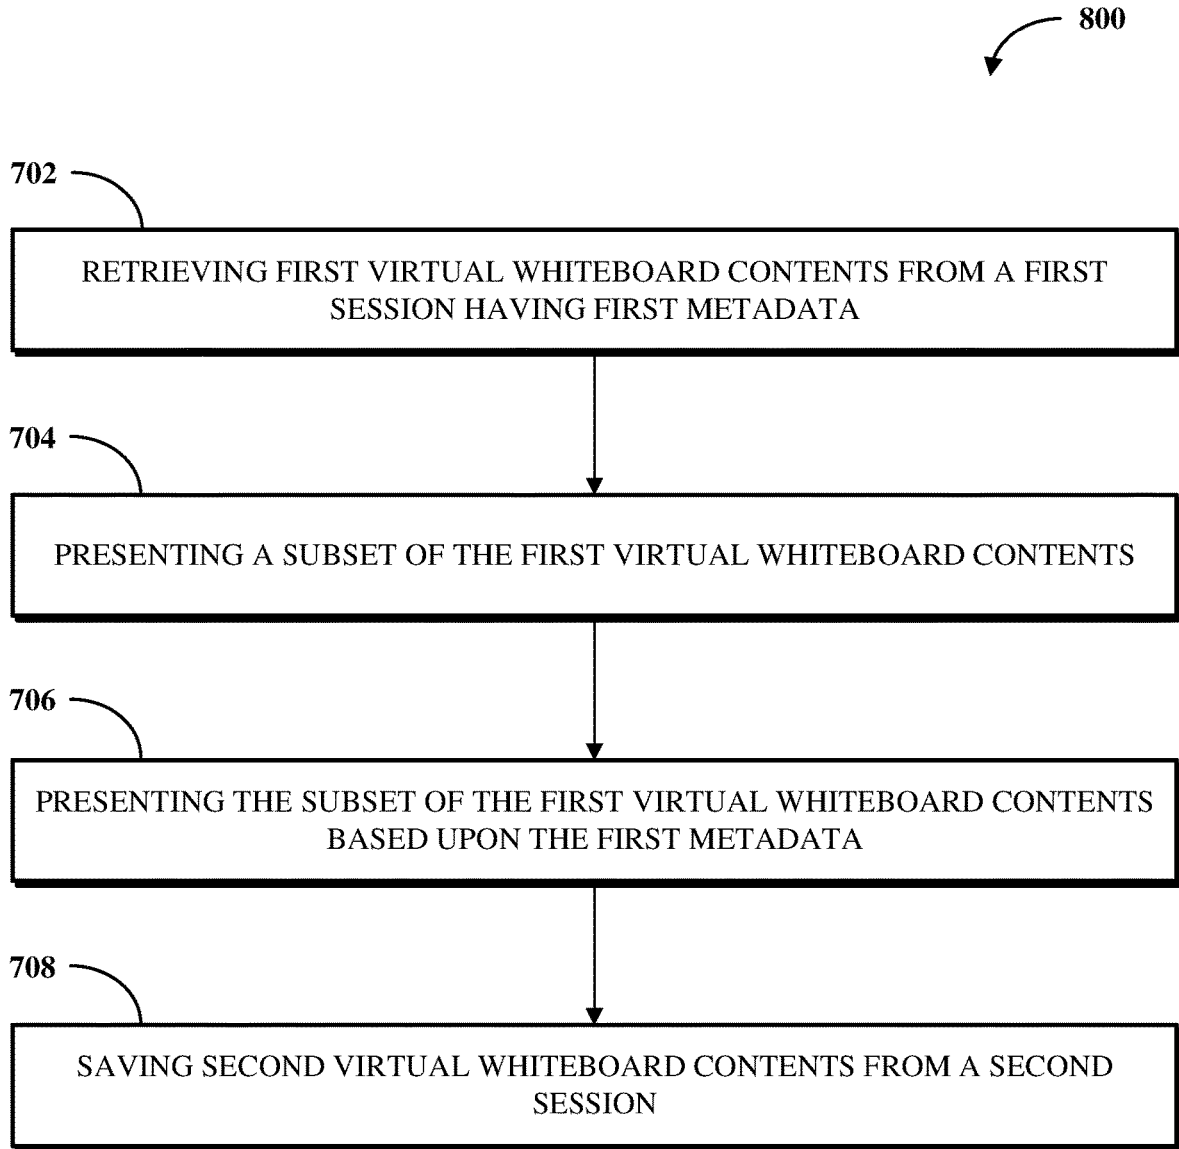 800
702
RETRIEVING FIRST VIRTUAL WHITEBOARD CONTENTS FROM A FIRST
SESSION HAVING FIRST METADATA
704
PRESENTING A SUBSET OF THE FIRST VIRTUAL WHITEBOARD CONTENTS
706
PRESENTING THE SUBSET OF THE FIRST VIRTUAL WHITEBOARD CONTENTS
BASED UPON THE FIRST METADATA
708
SAVING SECOND VIRTUAL WHITEBOARD CONTENTS FROM A SECOND
SESSION